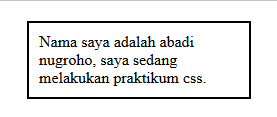 Nama saya adalah abadi
nugroho, saya sedang
melakukan praktikum css.